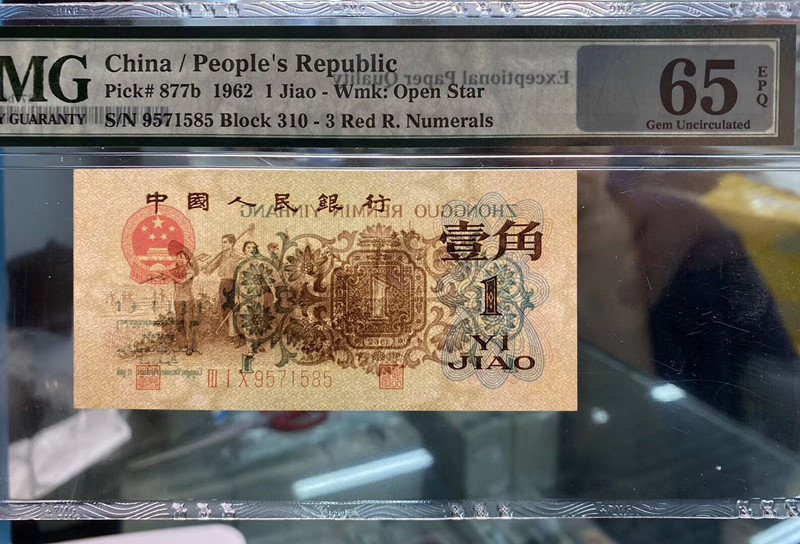 MG
China / People's Republic
Pick# 877b 1962 1 Jiao - Wmk: Open Star
Y GUARANTY
S/N 9571585 Block 310 - 3 Red R. Numerals
Exceptional Paper Quality
65
EPQ
Gem Uncirculated
中國人民銀行
ZHONGGUO RENMIN YINHANG
壹角
1
1
YI
JIAO
III I X 9571585